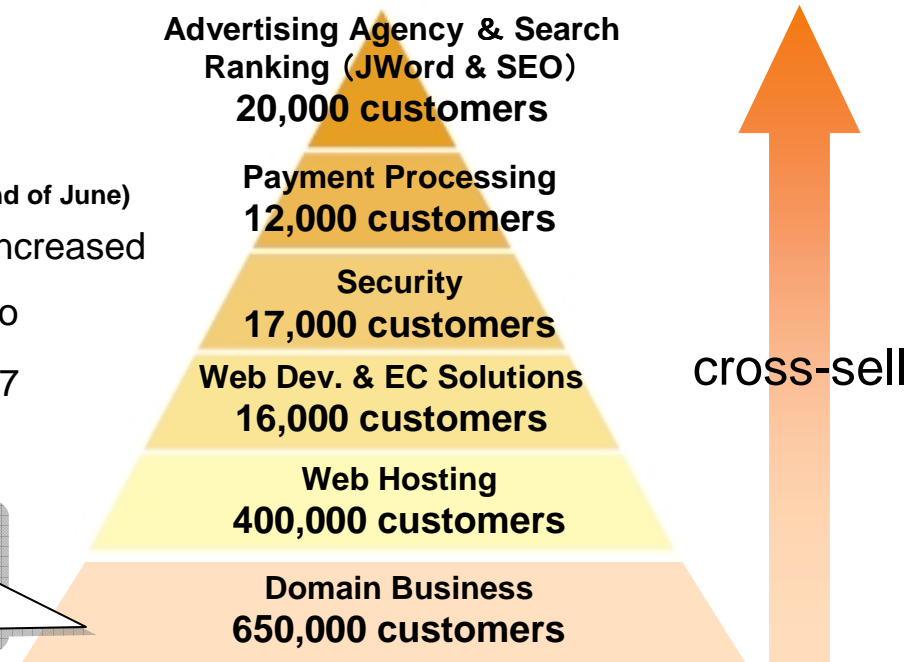 Advertising Agency & Search
Ranking（JWord & SEO）
20,000 customers
Payment Processing
12,000 customers
Security
17,000 customers
Web Dev. & EC Solutions
16,000 customers
Web Hosting
400,000 customers
Domain Business
650,000 customers
cross-sell
of June)
7